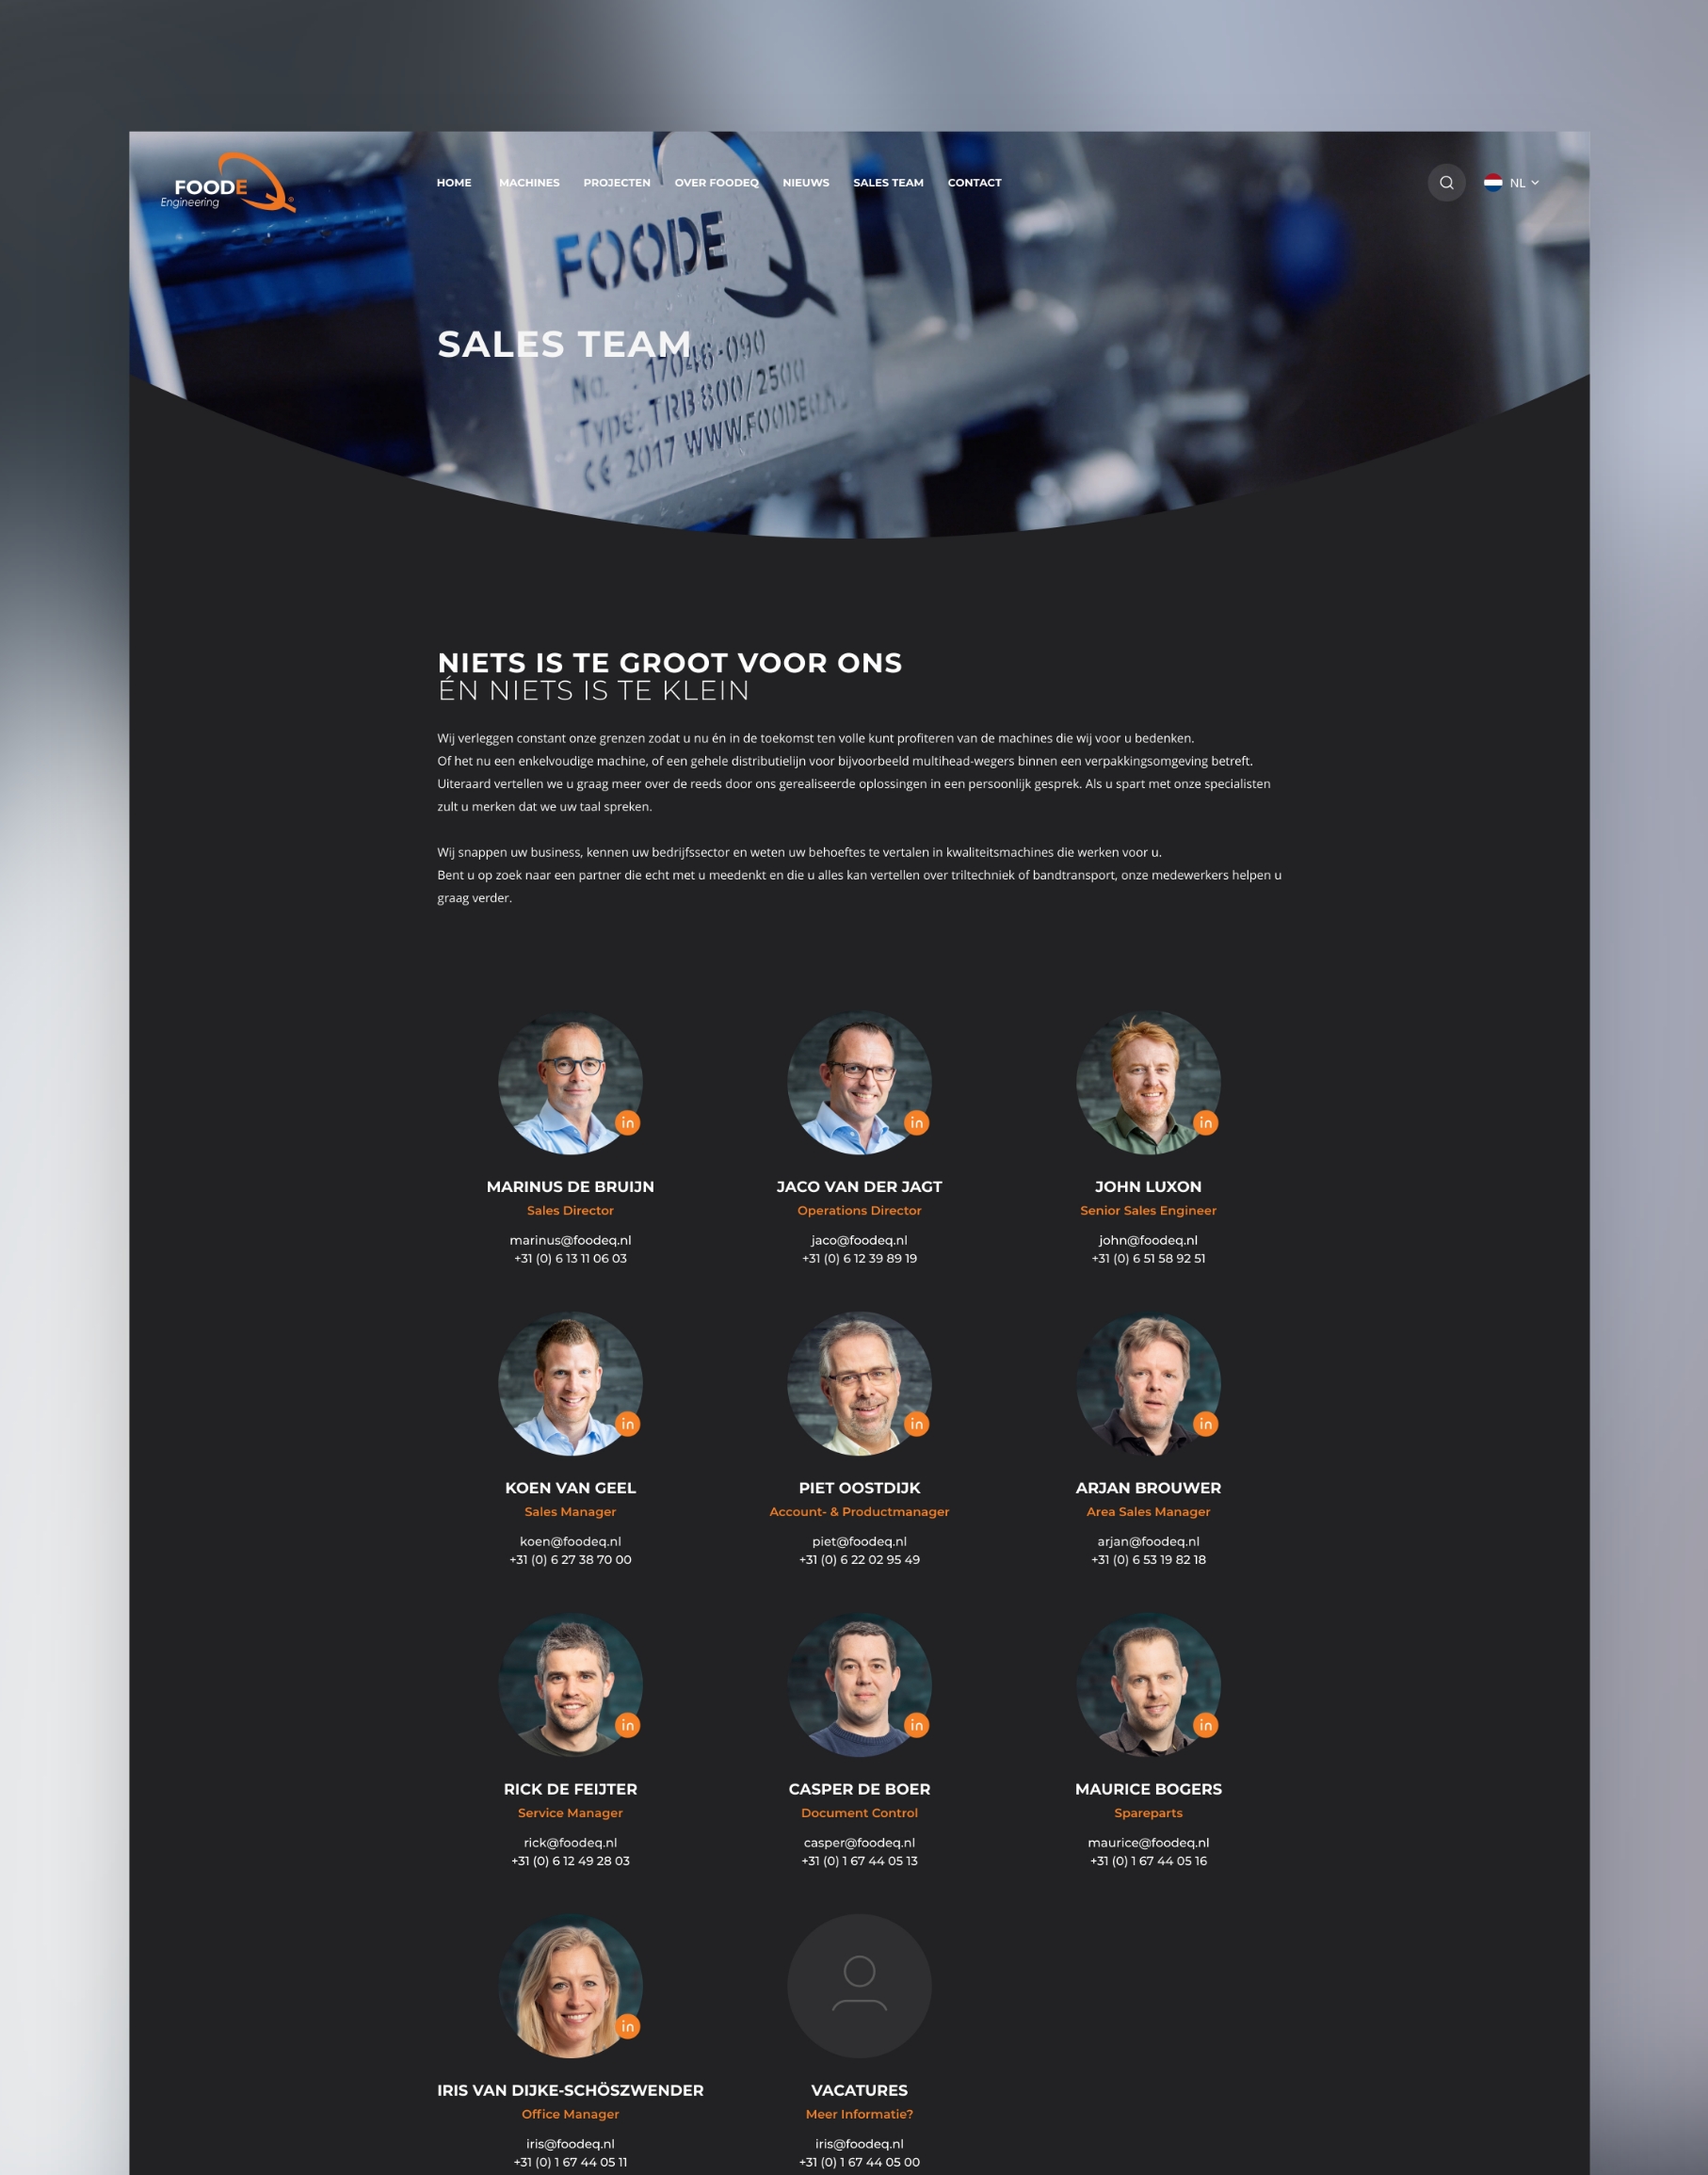 FOODEQ®
Engineering
HOME MACHINES PROJECTEN OVER FOODEQ NIEUWS SALES TEAM CONTACT
NL
FOODEQ
SALES TEAM
No. : 17046-090
Type: TRB 800/2500
CE 2017 WWW.FOODEQ.NL
NIETS IS TE GROOT VOOR ONS
ÉN NIETS IS TE KLEIN
Wij verleggen constant onze grenzen zodat u nu én in de toekomst ten volle kunt profiteren van de machines die wij voor u bedenken.
Of het nu een enkelvoudige machine, of een gehele distributielijn voor bijvoorbeeld multihead-wegers binnen een verpakkingsomgeving betreft.
Uiteraard vertellen we u graag meer over de reeds door ons gerealiseerde oplossingen in een persoonlijk gesprek. Als u spart met onze specialisten
zult u merken dat we uw taal spreken.
Wij snappen uw business, kennen uw bedrijfssector en weten uw behoeftes te vertalen in kwaliteitsmachines die werken voor u.
Bent u op zoek naar een partner die echt met u meedenkt en die u alles kan vertellen over triltechniek of bandtransport, onze medewerkers helpen u
graag verder.
in in in
MARINUS DE BRUIJN JACO VAN DER JAGT JOHN LUXON
Sales Director Operations Director Senior Sales Engineer
marinus@foodeq.nl jaco@foodeq.nl john@foodeq.nl
+31 (0) 6 13 11 06 03 +31 (0) 6 12 39 89 19 +31 (0) 6 51 58 92 51
in in in
KOEN VAN GEEL PIET OOSTDIJK ARJAN BROUWER
Sales Manager Account- & Productmanager Area Sales Manager
koen@foodeq.nl piet@foodeq.nl arjan@foodeq.nl
+31 (0) 6 27 38 70 00 +31 (0) 6 22 02 95 49 +31 (0) 6 53 19 82 18
in in in
RICK DE FEIJTER CASPER DE BOER MAURICE BOGERS
Service Manager Document Control Spareparts
rick@foodeq.nl casper@foodeq.nl maurice@foodeq.nl
+31 (0) 6 12 49 28 03 +31 (0) 1 67 44 05 13 +31 (0) 1 67 44 05 16
in
IRIS VAN DIJKE-SCHÖSZWENDER VACATURES
Office Manager Meer Informatie?
iris@foodeq.nl iris@foodeq.nl
+31 (0) 1 67 44 05 11 +31 (0) 1 67 44 05 00